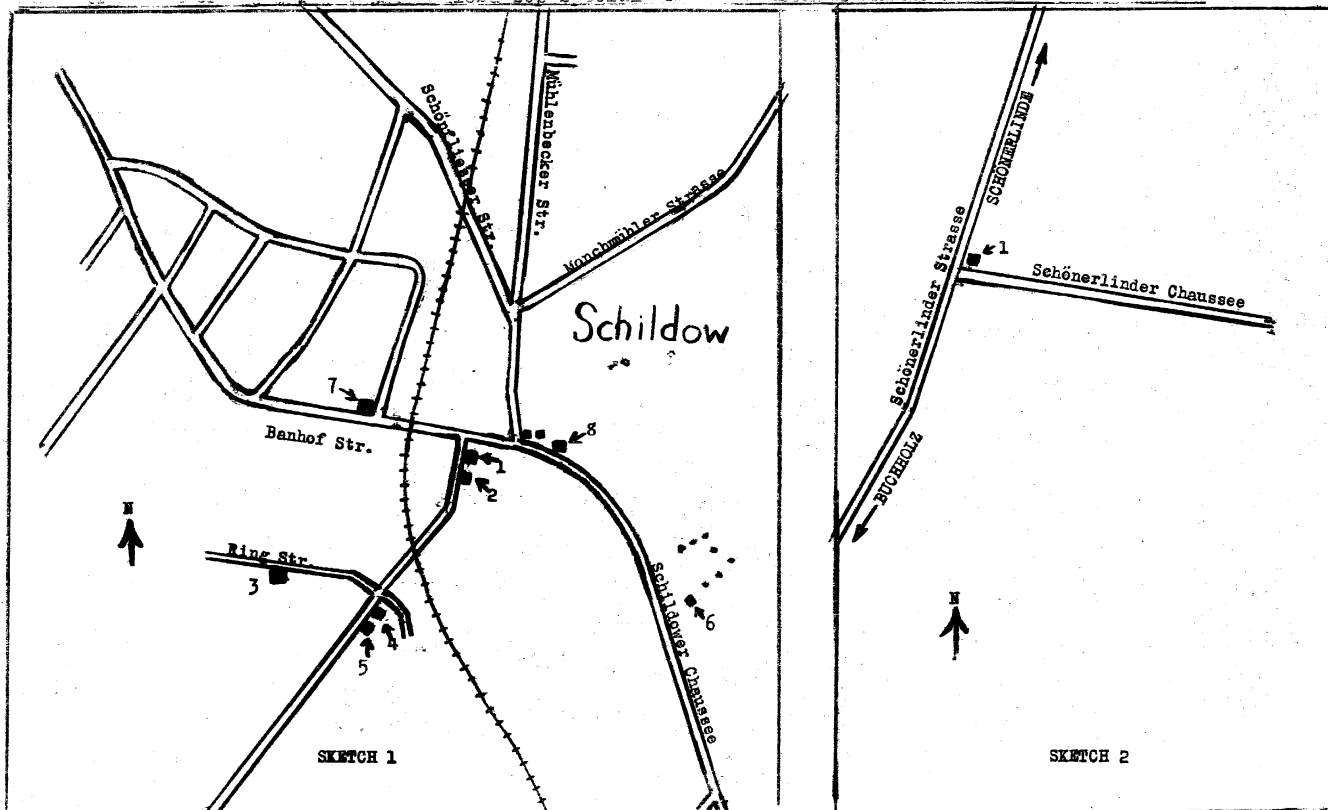 Schönfliesser Str.
Mühlenbecker Str.
Monchmühler Strasse
Schildow
7
8
Banhof Str.
1
2
N
Ring Str.
3
4
5
6
Schildower Chaussee
SKETCH 1
SCHÖNERLINDE
Schönerlinder Strasse
1
Schönerlinder Chaussee
BUCHHOLZ
N
SKETCH 2